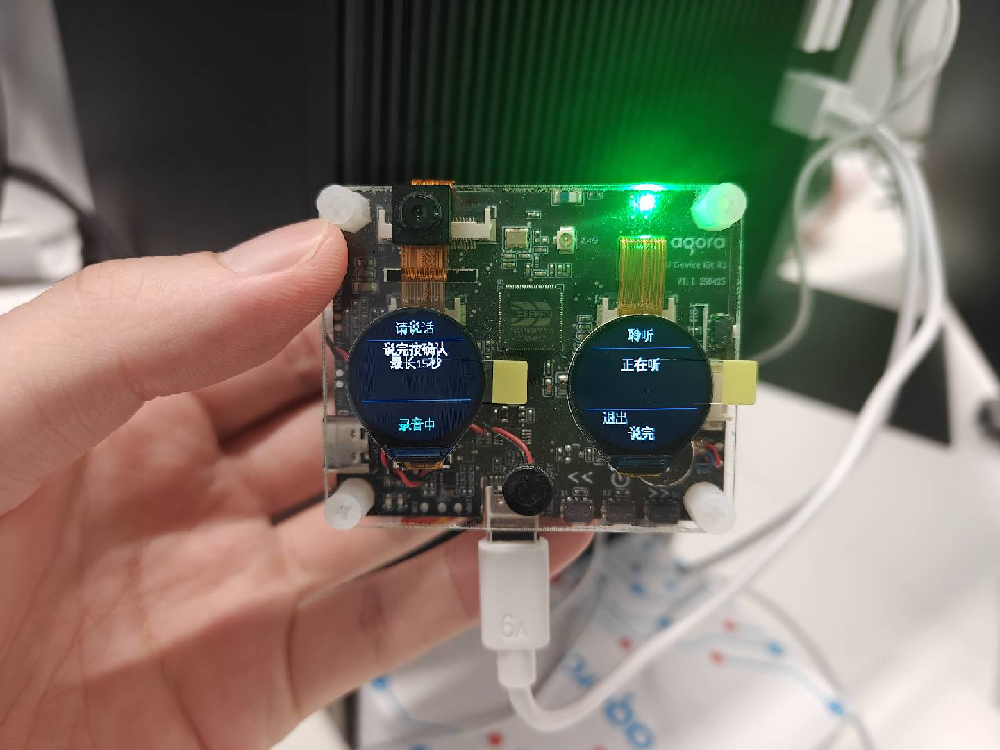 2.4G
agora
AI Device Kit R1
V1.1 250425
BEKEN
请说话
说完按确认
最长15秒
录音中
聆听
正在听
退出
说完
6A